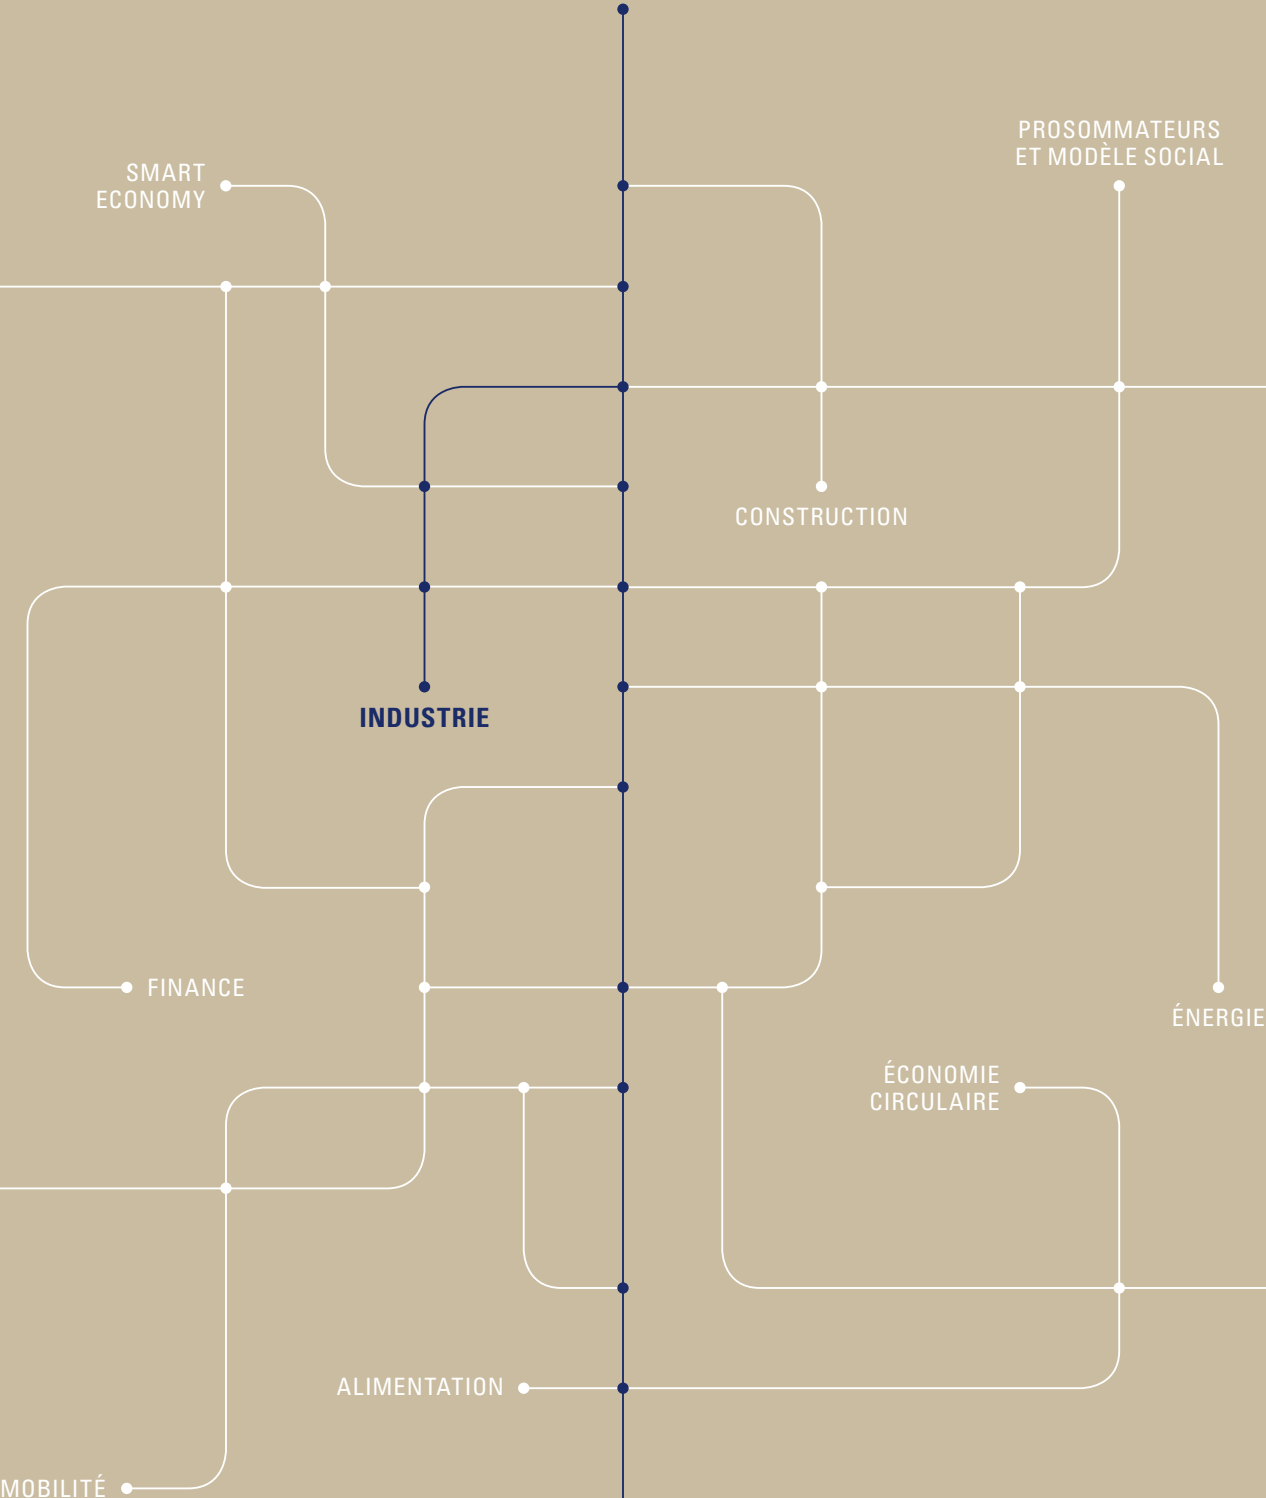 PROSOMMATEURS
ET MODÈLE SOCIAL
SMART
ECONOMY
CONSTRUCTION
INDUSTRIE
FINANCE
ÉNERGIE
ÉCONOMIE
CIRCULAIRE
ALIMENTATION
MOBILITÉ